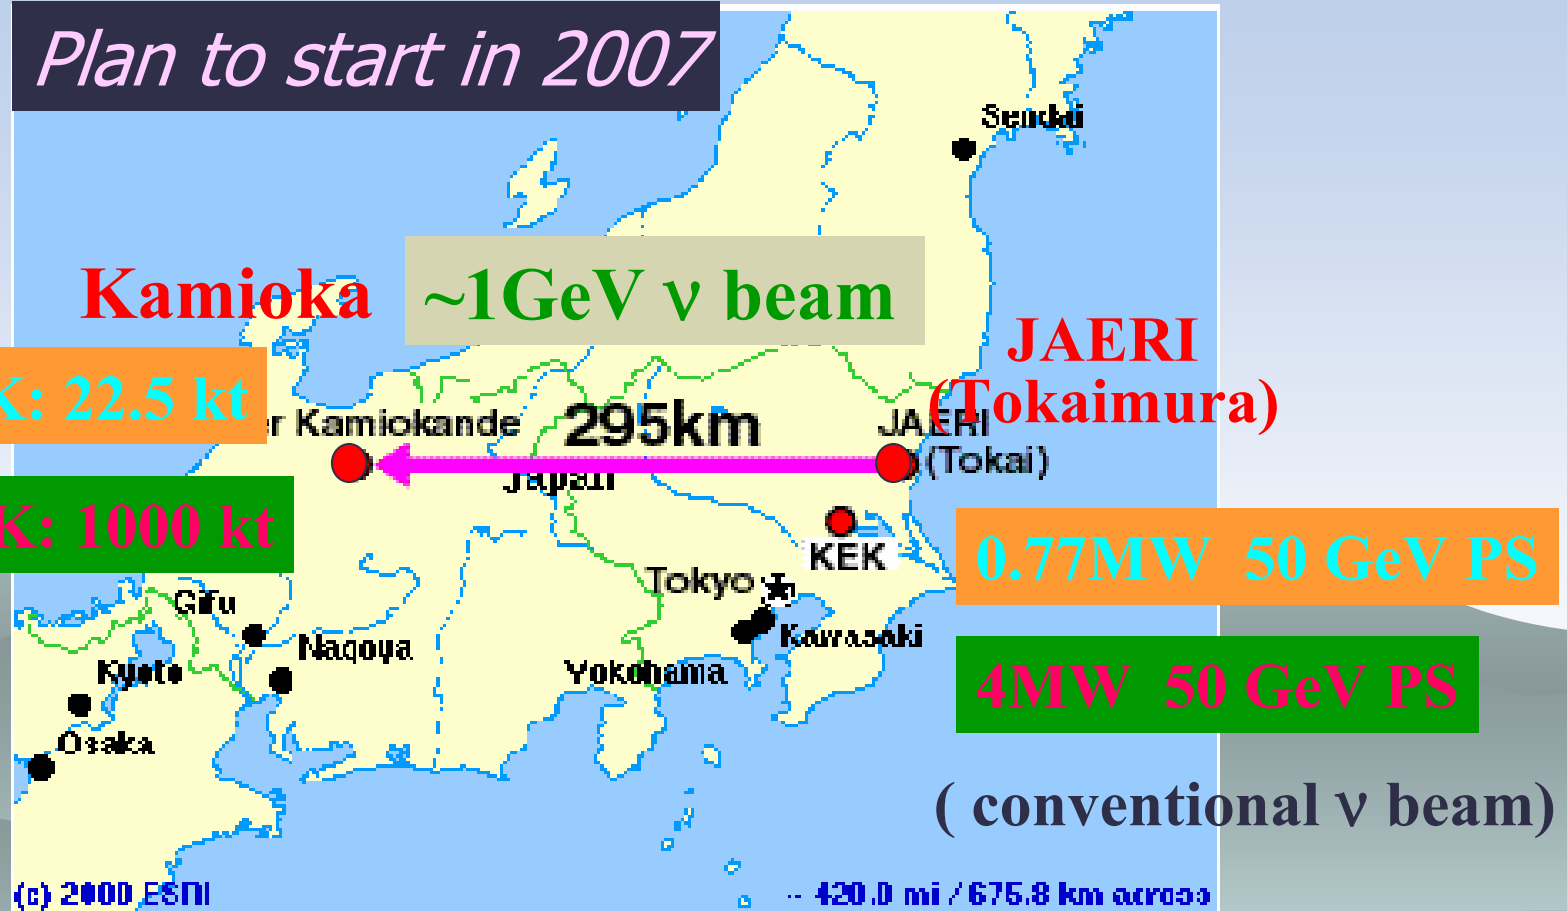 Plan to start in 2007
Sendai
Kamioka
~1GeV ν beam
JAERI
(Tokaimura)
K: 22.5 kt
er Kamiokande
295km
JAERI
(Tokai)
Japan
K: 1000 kt
KEK
0.77MW 50 GeV PS
Tokyo
Gifu
Kawasaki
Nagoya
Kyoto
Yokohama
4MW 50 GeV PS
Osaka
( conventional ν beam)
(c) 2000 ESRI
420.0 mi / 675.8 km across